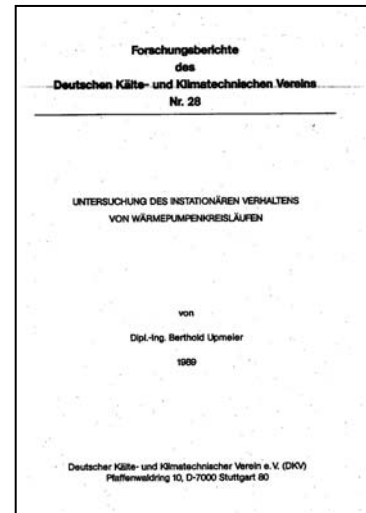 Forschungsberichte
des
Deutschen Kälte- und Klimatechnischen Vereins
Nr. 28
UNTERSUCHUNG DES INSTATIONÄREN VERHALTENS
VON WÄRMEPUMPENKREISLÄUFEN
von
Dipl.-Ing. Berthold Upmeier
1989
Deutscher Kälte- und Klimatechnischer Verein e. V. (DKV)
Pfaffenwaldring 10, D-7000 Stuttgart 80